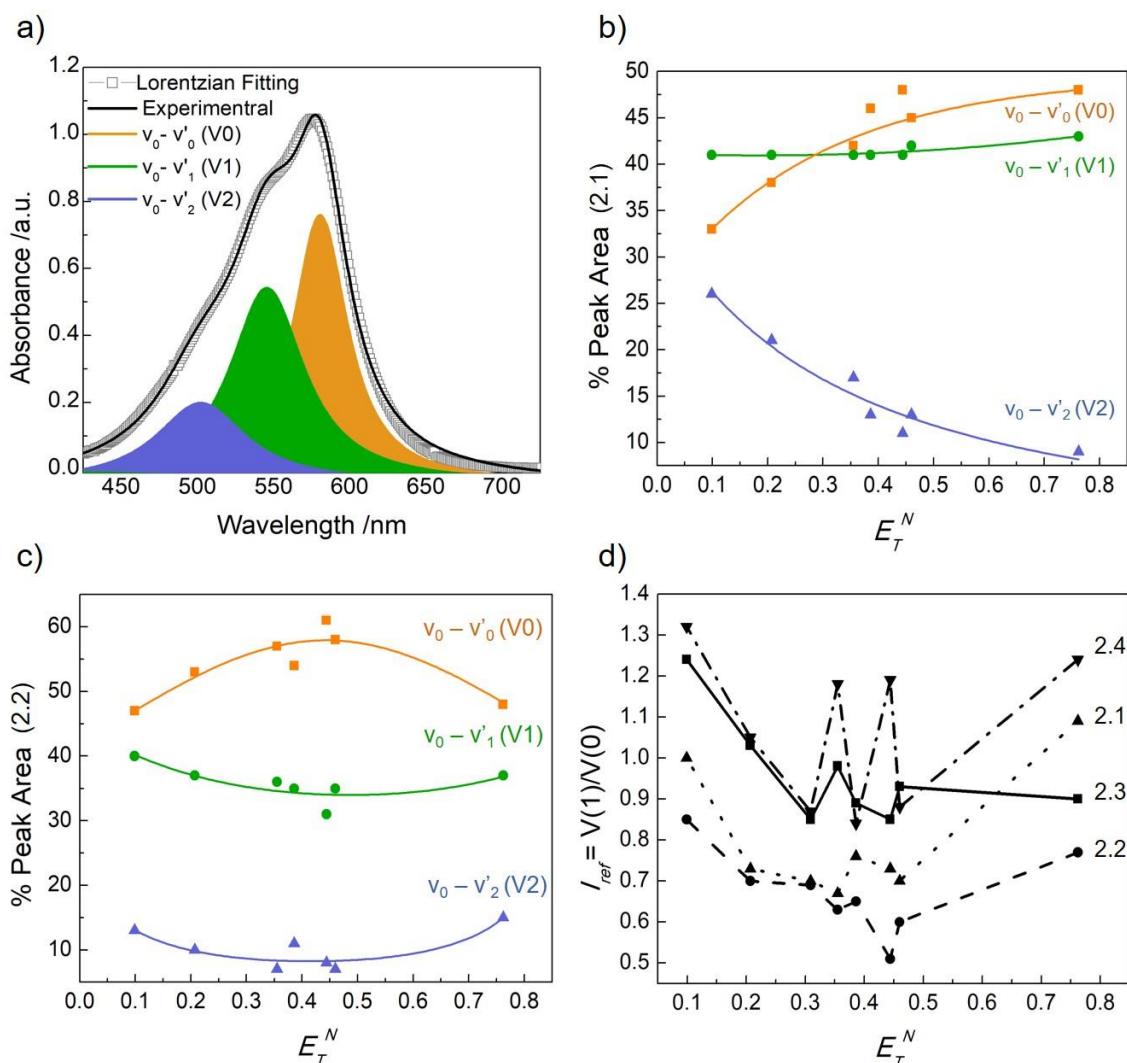 a)
Absorbance /a.u.
1.2
1.0
0.8
0.6
0.4
0.2
0.0
Lorentzian Fitting
Experimentral
v₀- v'₀ (V0)
v₀- v'₁ (V1)
v₀- v'₂ (V2)
450 500 550 600 650 700
Wavelength /nm
b)
% Peak Area (2.1)
50
45
40
35
30
25
20
15
10
v₀ – v'₀ (V0)
v₀ – v'₁ (V1)
v₀ – v'₂ (V2)
0.0 0.1 0.2 0.3 0.4 0.5 0.6 0.7 0.8
E_T^N
c)
% Peak Area (2.2)
60
50
40
30
20
10
v₀ – v'₀ (V0)
v₀ – v'₁ (V1)
v₀ – v'₂ (V2)
0.0 0.1 0.2 0.3 0.4 0.5 0.6 0.7 0.8
E_T^N
d)
I_ref = V(1)/V(0)
1.4
1.3
1.2
1.1
1.0
0.9
0.8
0.7
0.6
0.5
2.4
2.1
2.3
2.2
0.1 0.2 0.3 0.4 0.5 0.6 0.7 0.8
E_T^N